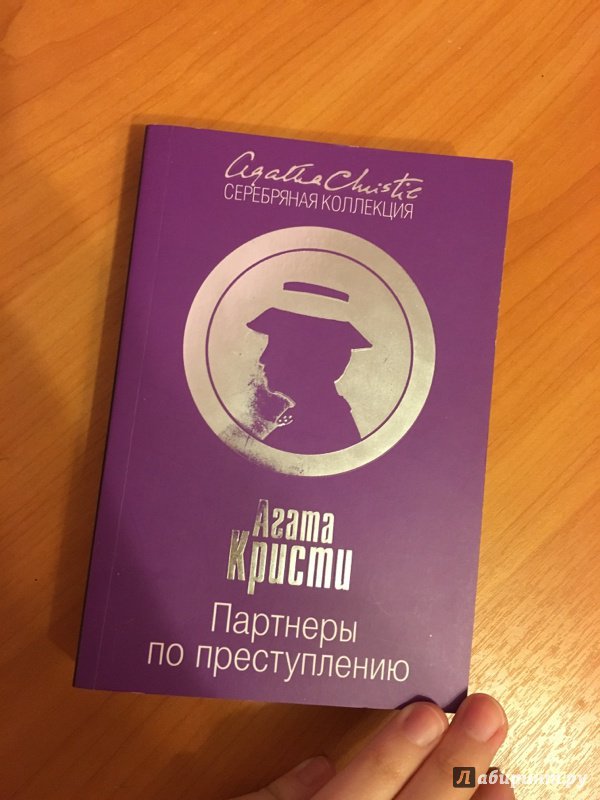 Agatha Christie
СЕРЕБРЯНАЯ КОЛЛЕКЦИЯ
Агата
Кристи
Партнеры
по преступлению
Лабиринт.ру